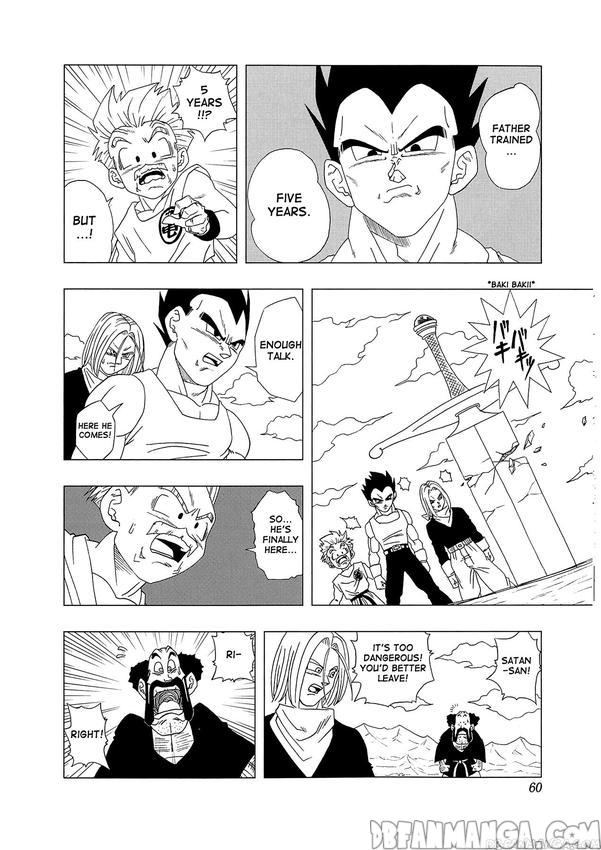 FATHER
TRAINED
...
FIVE
YEARS.
5
YEARS
!!?
BUT
...!
亀
*BAKI BAKI!*
バキ
バキッ
ENOUGH
TALK.
HERE HE
COMES!
SO...
HE'S
FINALLY
HERE...
SATAN
-SAN!
IT'S TOO
DANGEROUS!
YOU'D BETTER
LEAVE!
RI-
RIGHT!
60
DBFANMANGA.COM